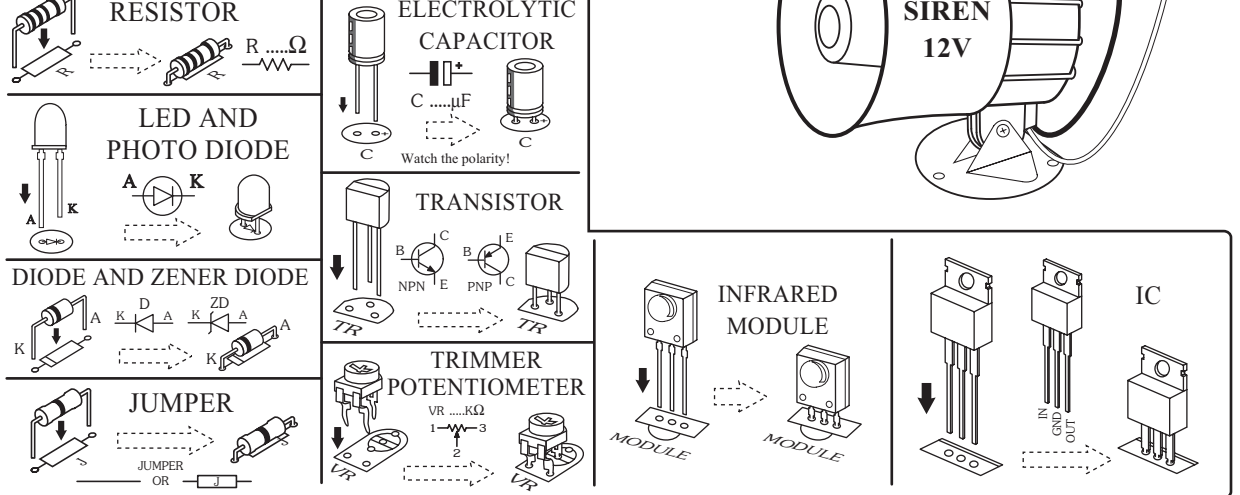 RESISTOR
R
R .....Ω
R
LED AND
PHOTO DIODE
A K
A
K
DIODE AND ZENER DIODE
K
A
D
K A
ZD
K A
K
A
JUMPER
J
J
JUMPER
OR J
ELECTROLYTIC
CAPACITOR
+
C .....µF
+
C
C
Watch the polarity!
TRANSISTOR
B
C
E
NPN
B
E
C
PNP
TR
TR
TRIMMER
POTENTIOMETER
VR .....KΩ
1 3
2
VR
VR
SIREN
12V
INFRARED
MODULE
MODULE
MODULE
IC
IN
GND
OUT